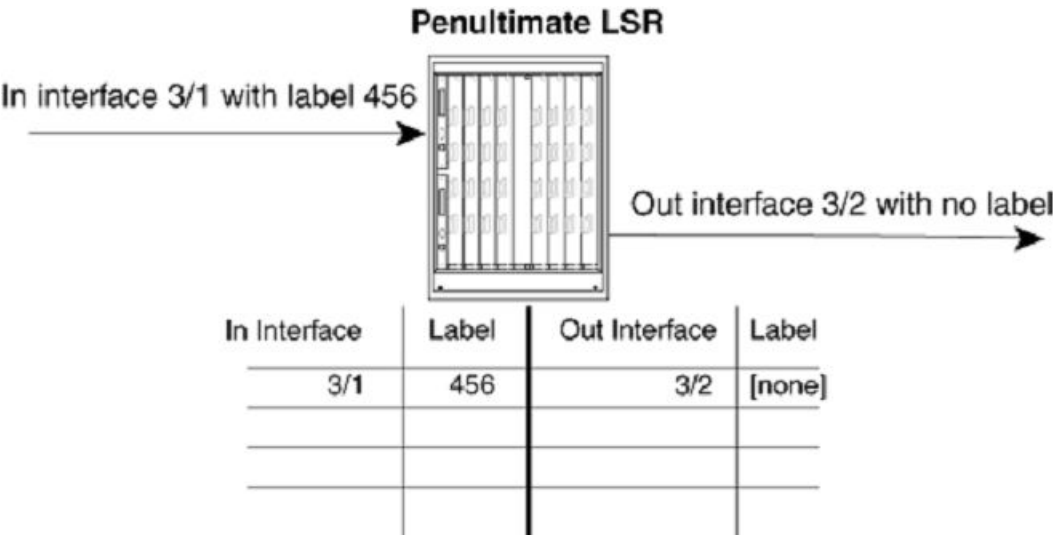 Penultimate LSR
In interface 3/1 with label 456
Out interface 3/2 with no label
In Interface Label Out Interface Label
3/1 456 3/2 [none]